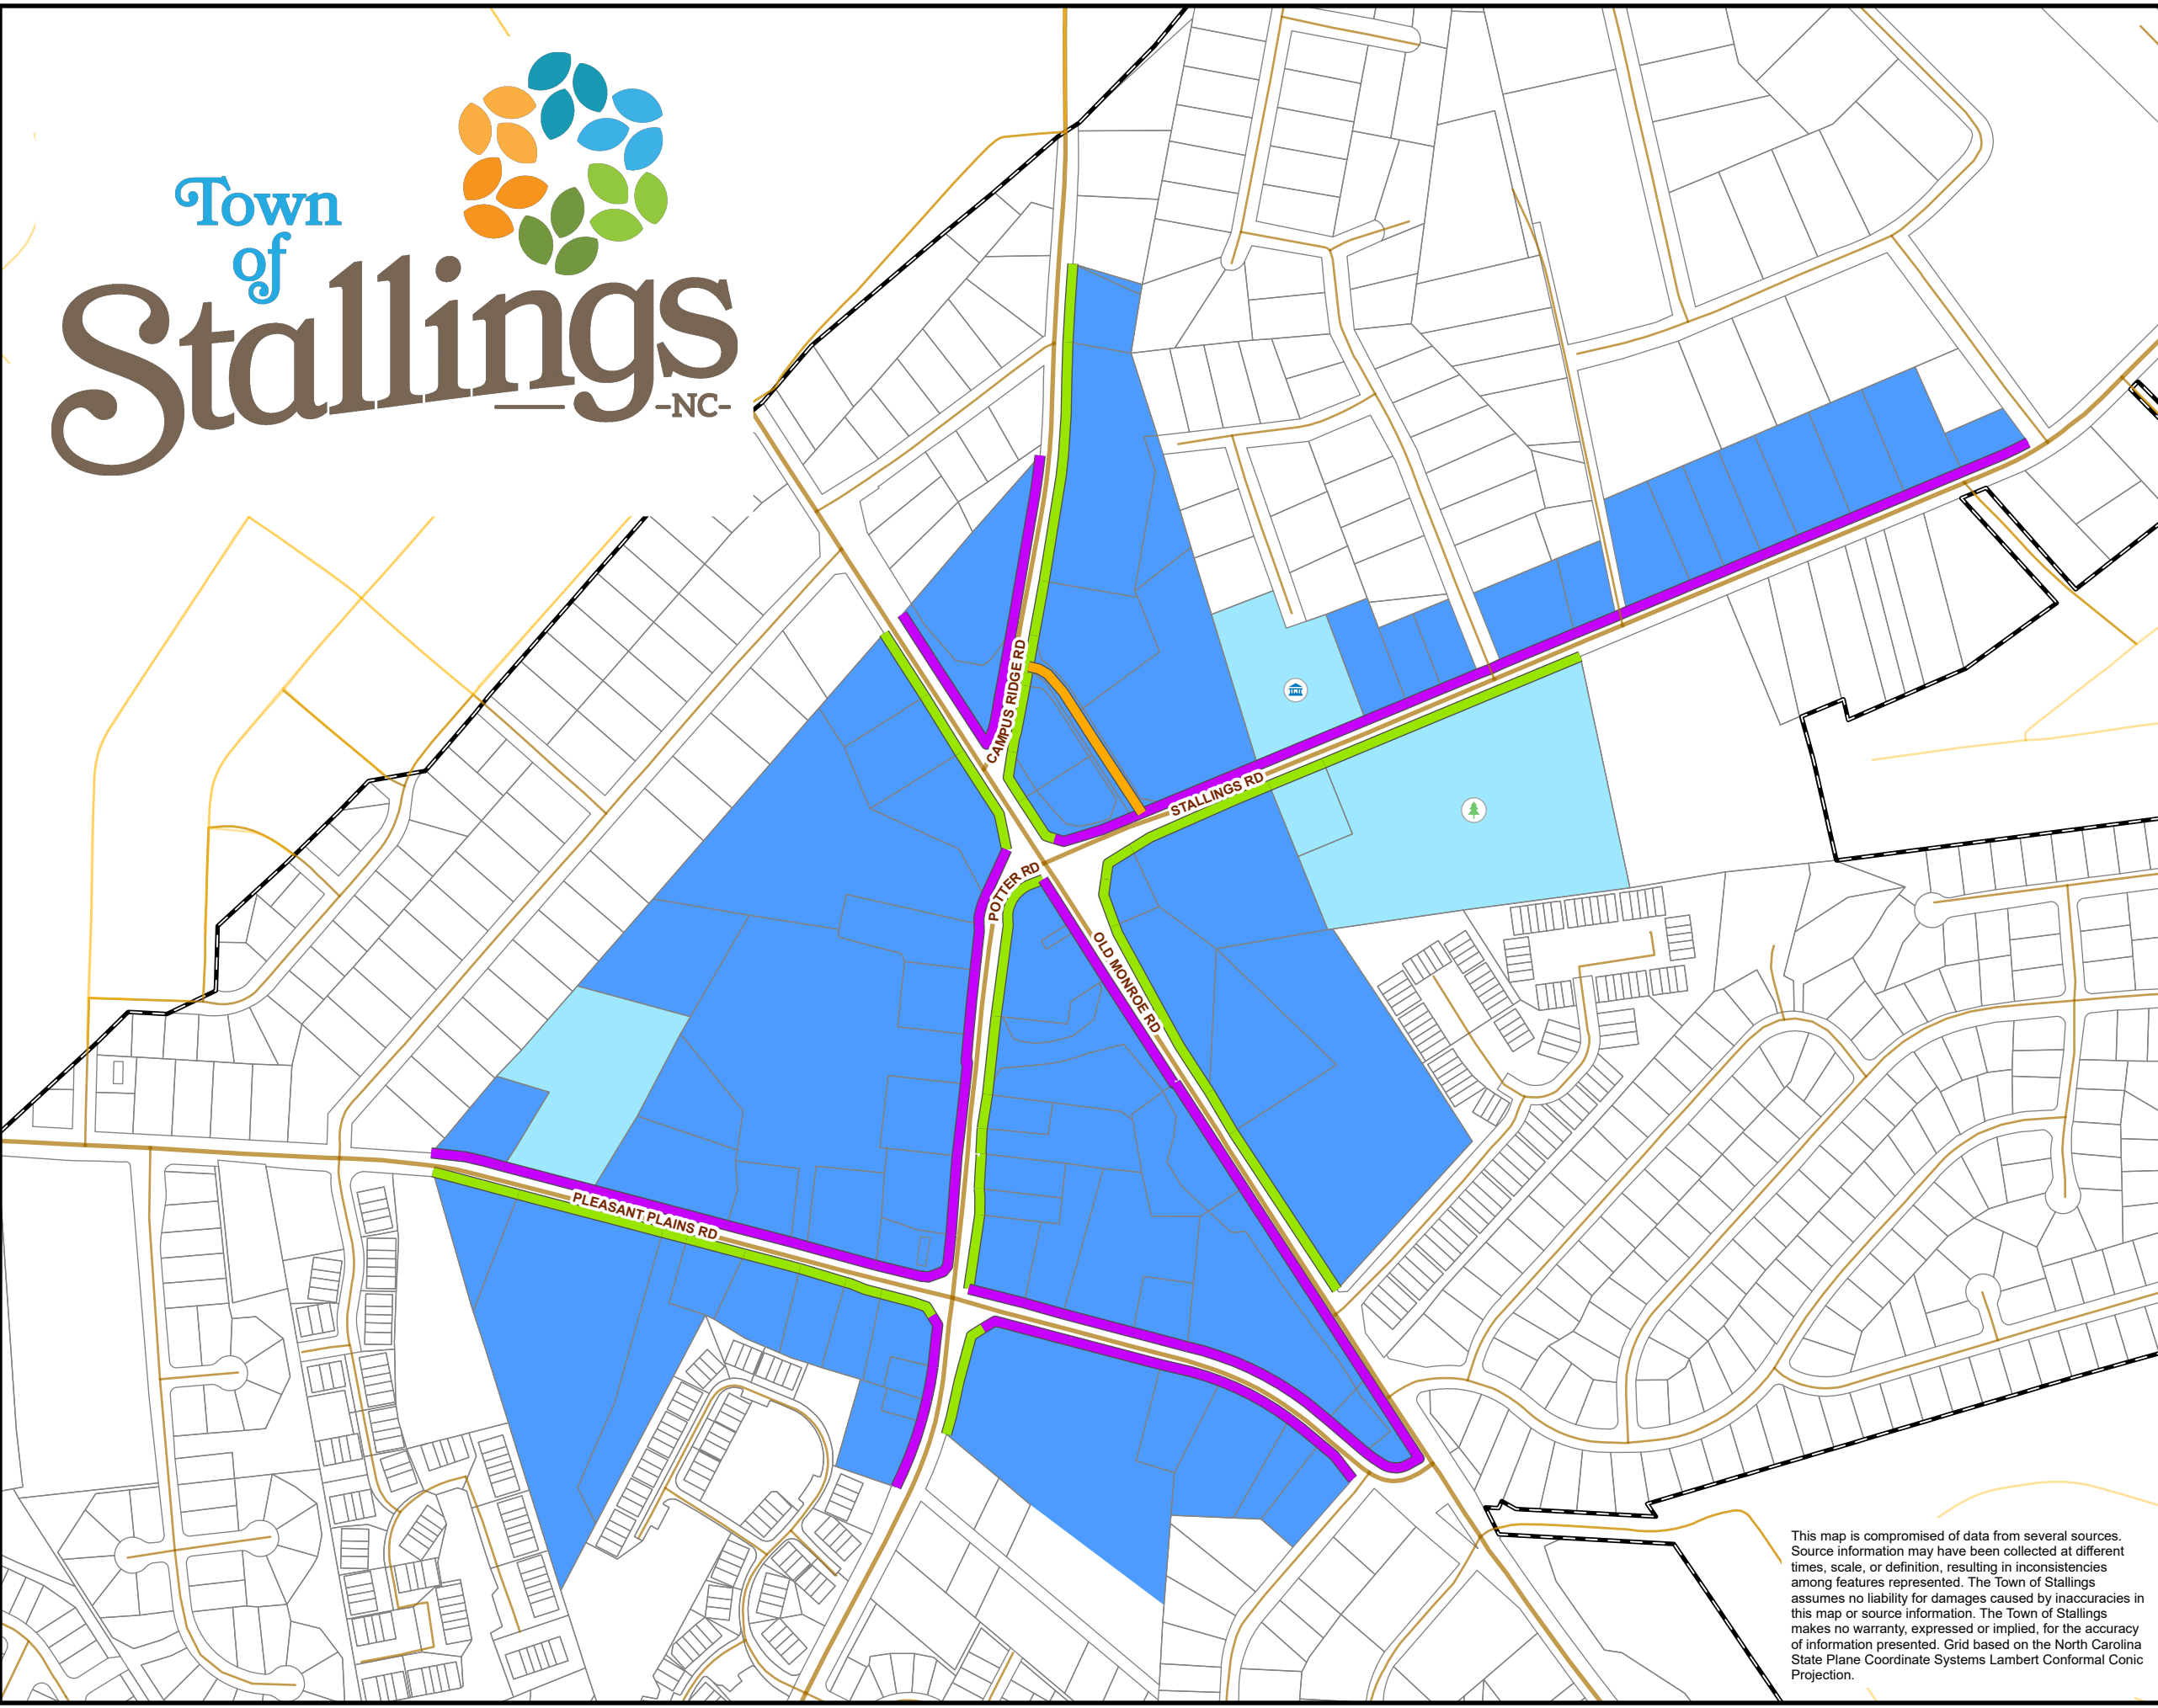 Town
of
Stallings
-NC-
CAMPUS RIDGE RD
STALLINGS RD
POTTER RD
OLD MONROE RD
PLEASANT PLAINS RD
This map is compromised of data from several sources.
Source information may have been collected at different
times, scale, or definition, resulting in inconsistencies
among features represented. The Town of Stallings
assumes no liability for damages caused by inaccuracies in
this map or source information. The Town of Stallings
makes no warranty, expressed or implied, for the accuracy
of information presented. Grid based on the North Carolina
State Plane Coordinate Systems Lambert Conformal Conic
Projection.